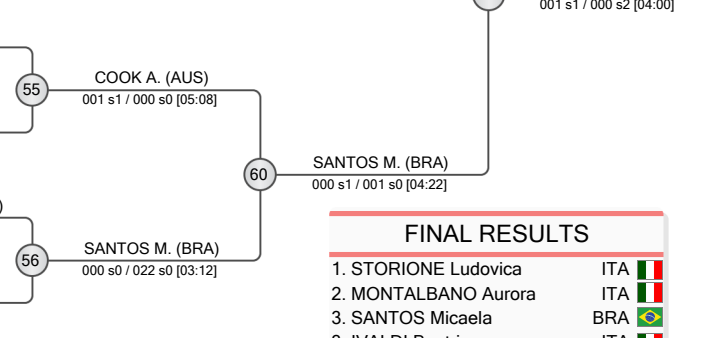 001 s1 / 000 s2 [04:00]
55
COOK A. (AUS)
001 s1 / 000 s0 [05:08]
60
SANTOS M. (BRA)
000 s1 / 001 s0 [04:22]
)
56
SANTOS M. (BRA)
000 s0 / 022 s0 [03:12]
FINAL RESULTS
1. STORIONE Ludovica ITA
2. MONTALBANO Aurora ITA
3. SANTOS Micaela BRA